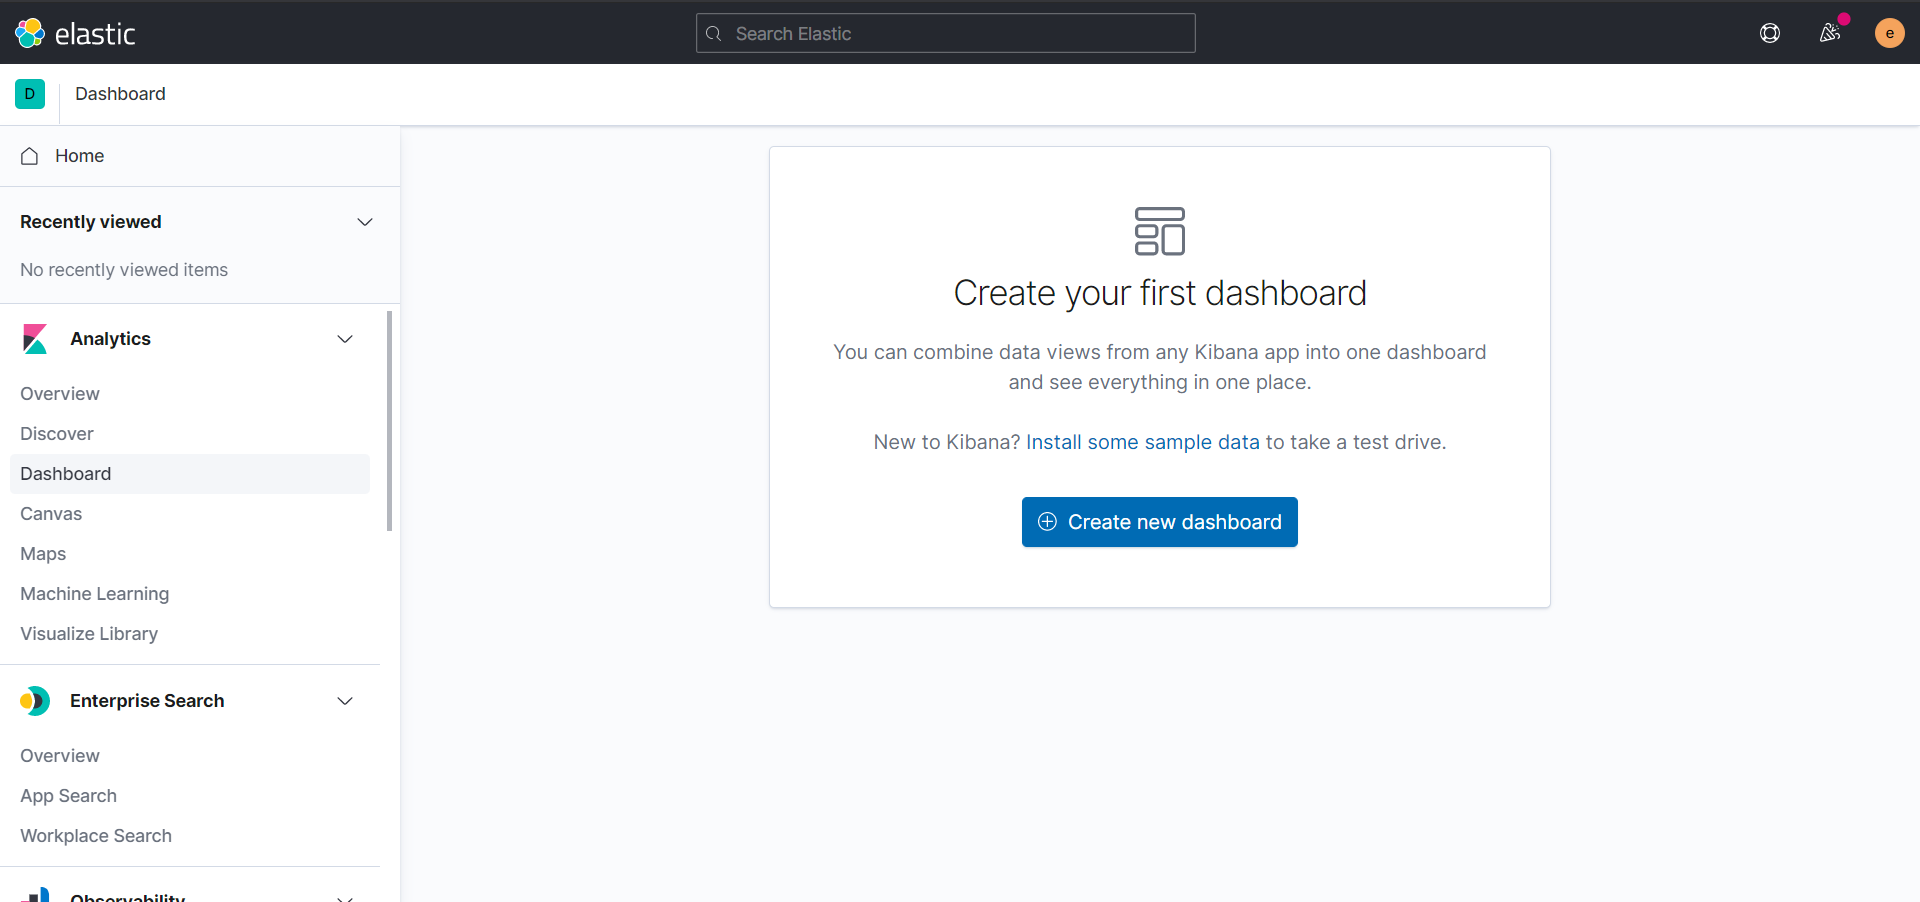 elastic
Search Elastic
e
D
Dashboard
Home
Recently viewed
No recently viewed items
Analytics
Overview
Discover
Dashboard
Canvas
Maps
Machine Learning
Visualize Library
Enterprise Search
Overview
App Search
Workplace Search
Observability
Create your first dashboard
You can combine data views from any Kibana app into one dashboard
and see everything in one place.
New to Kibana? Install some sample data to take a test drive.
Create new dashboard